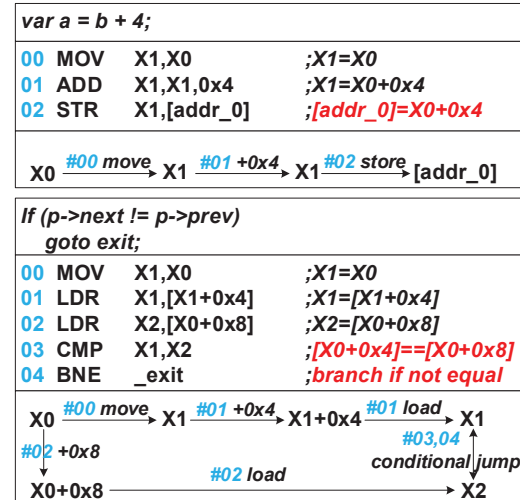 var a = b + 4;
00 MOV X1,X0 ;X1=X0
01 ADD X1,X1,0x4 ;X1=X0+0x4
02 STR X1,[addr_0] ;[addr_0]=X0+0x4
X0 #00 move X1 #01 +0x4 X1 #02 store [addr_0]
If (p->next != p->prev)
goto exit;
00 MOV X1,X0 ;X1=X0
01 LDR X1,[X1+0x4] ;X1=[X1+0x4]
02 LDR X2,[X0+0x8] ;X2=[X0+0x8]
03 CMP X1,X2 ;[X0+0x4]==[X0+0x8]
04 BNE _exit ;branch if not equal
X0 #00 move X1 #01 +0x4 X1+0x4 #01 load X1
#02 +0x8 #03,04
conditional jump
X0+0x8 #02 load X2